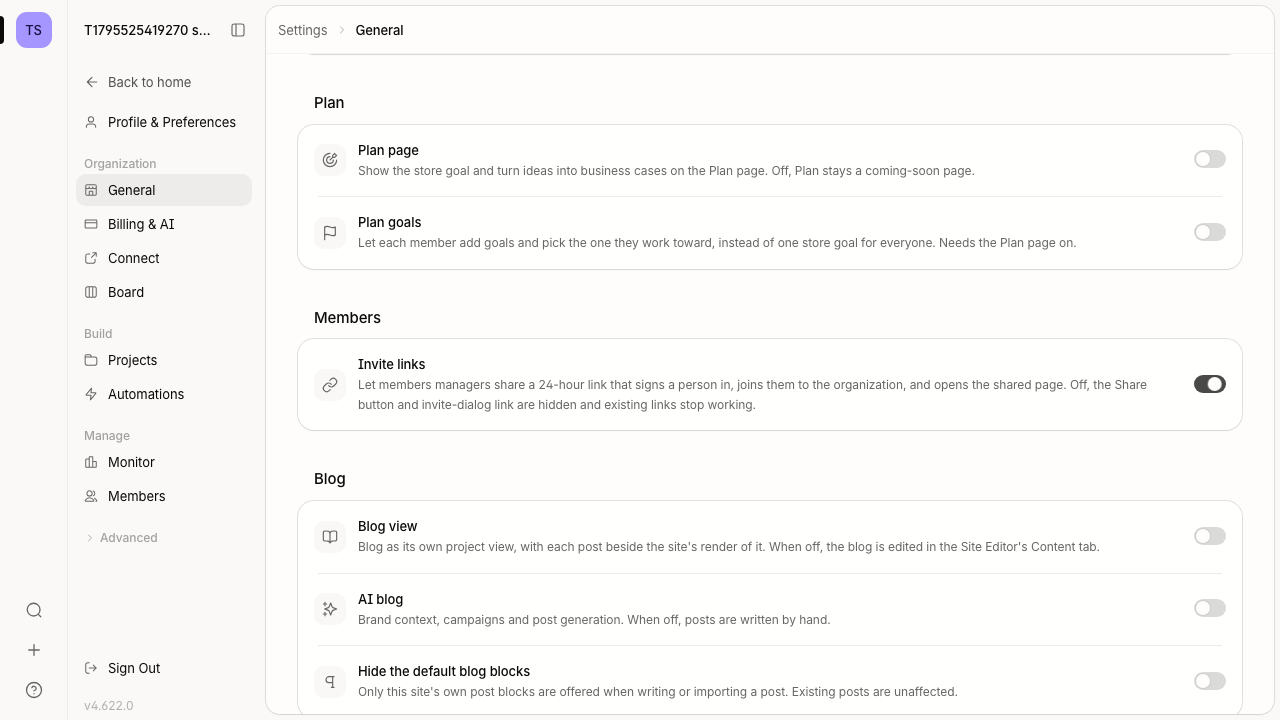 TS
T1795525419270 s...
Back to home
Profile & Preferences
Organization
General
Billing & AI
Connect
Board
Build
Projects
Automations
Manage
Monitor
Members
Advanced
Sign Out
v4.622.0
Settings > General
Plan
Plan page
Show the store goal and turn ideas into business cases on the Plan page. Off, Plan stays a coming-soon page.
Plan goals
Let each member add goals and pick the one they work toward, instead of one store goal for everyone. Needs the Plan page on.
Members
Invite links
Let members managers share a 24-hour link that signs a person in, joins them to the organization, and opens the shared page. Off, the Share
button and invite-dialog link are hidden and existing links stop working.
Blog
Blog view
Blog as its own project view, with each post beside the site's render of it. When off, the blog is edited in the Site Editor's Content tab.
AI blog
Brand context, campaigns and post generation. When off, posts are written by hand.
Hide the default blog blocks
Only this site's own post blocks are offered when writing or importing a post. Existing posts are unaffected.